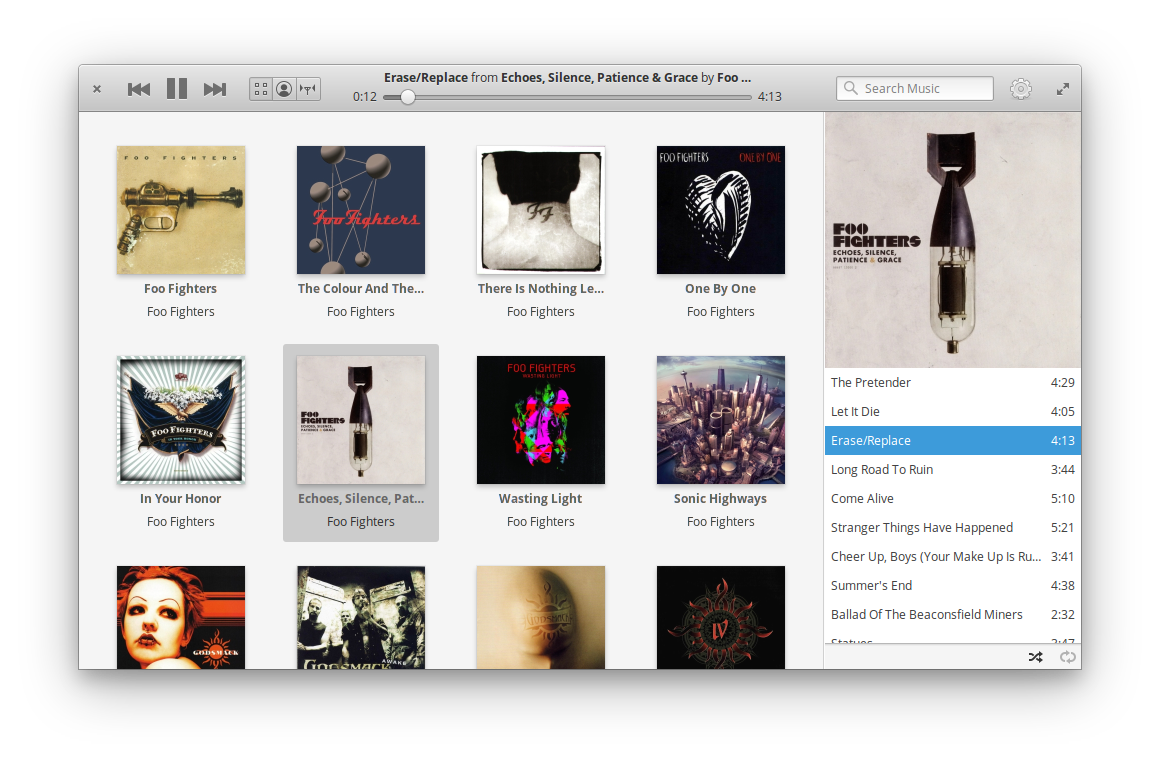 Erase/Replace from Echoes, Silence, Patience & Grace by Foo ...
0:12
4:13
Search Music
FOO FIGHTERS
Foo Fighters
Foo Fighters
Foo Fighters
The Colour And The...
Foo Fighters
FF
There Is Nothing Le...
Foo Fighters
FOO FIGHTERS ONE BY ONE
One By One
Foo Fighters
FOO FIGHTERS
IN YOUR HONOR
In Your Honor
Foo Fighters
FOO
FIGHTERS
ECHOES, SILENCE,
PATIENCE & GRACE
Echoes, Silence, Pat...
Foo Fighters
FOO FIGHTERS
WASTING LIGHT
Wasting Light
Foo Fighters
Sonic Highways
Foo Fighters
GODSMACK
GODSMACK
AWAKE
IV
FOO
FIGHTERS
ECHOES, SILENCE,
PATIENCE & GRACE
The Pretender 4:29
Let It Die 4:05
Erase/Replace 4:13
Long Road To Ruin 3:44
Come Alive 5:10
Stranger Things Have Happened 5:21
Cheer Up, Boys (Your Make Up Is Ru... 3:41
Summer's End 4:38
Ballad Of The Beaconsfield Miners 2:32
Statues 3:47